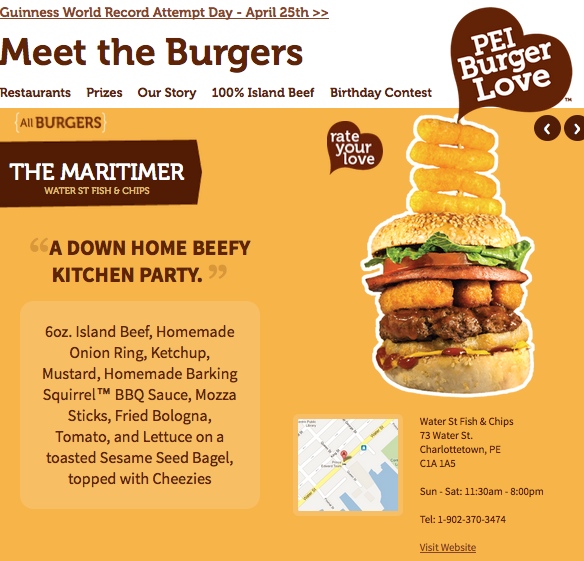 Guinness World Record Attempt Day - April 25th >>
Meet the Burgers
PEI
Burger
Love™
Restaurants Prizes Our Story 100% Island Beef Birthday Contest
{All BURGERS}
rate
your
love
THE MARITIMER
WATER ST FISH & CHIPS
“A DOWN HOME BEEFY
KITCHEN PARTY. ”
6oz. Island Beef, Homemade
Onion Ring, Ketchup,
Mustard, Homemade Barking
Squirrel™ BBQ Sauce, Mozza
Sticks, Fried Bologna,
Tomato, and Lettuce on a
toasted Sesame Seed Bagel,
topped with Cheezies
Water St Fish & Chips
73 Water St.
Charlottetown, PE
C1A 1A5
Sun - Sat: 11:30am - 8:00pm
Tel: 1-902-370-3474
Visit Website